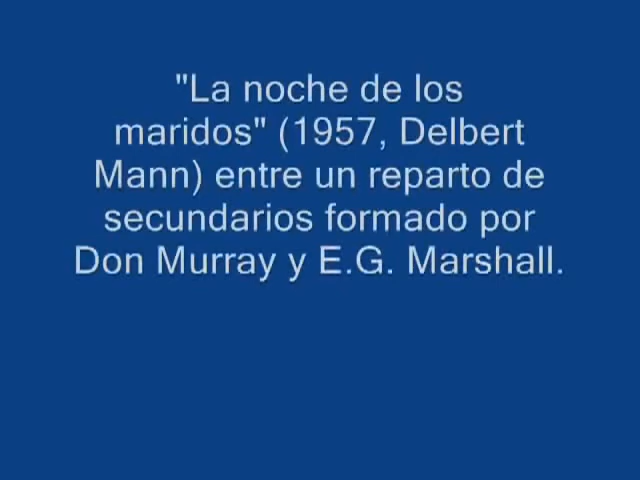 "La noche de los
maridos" (1957, Delbert
Mann) entre un reparto de
secundarios formado por
Don Murray y E.G. Marshall.